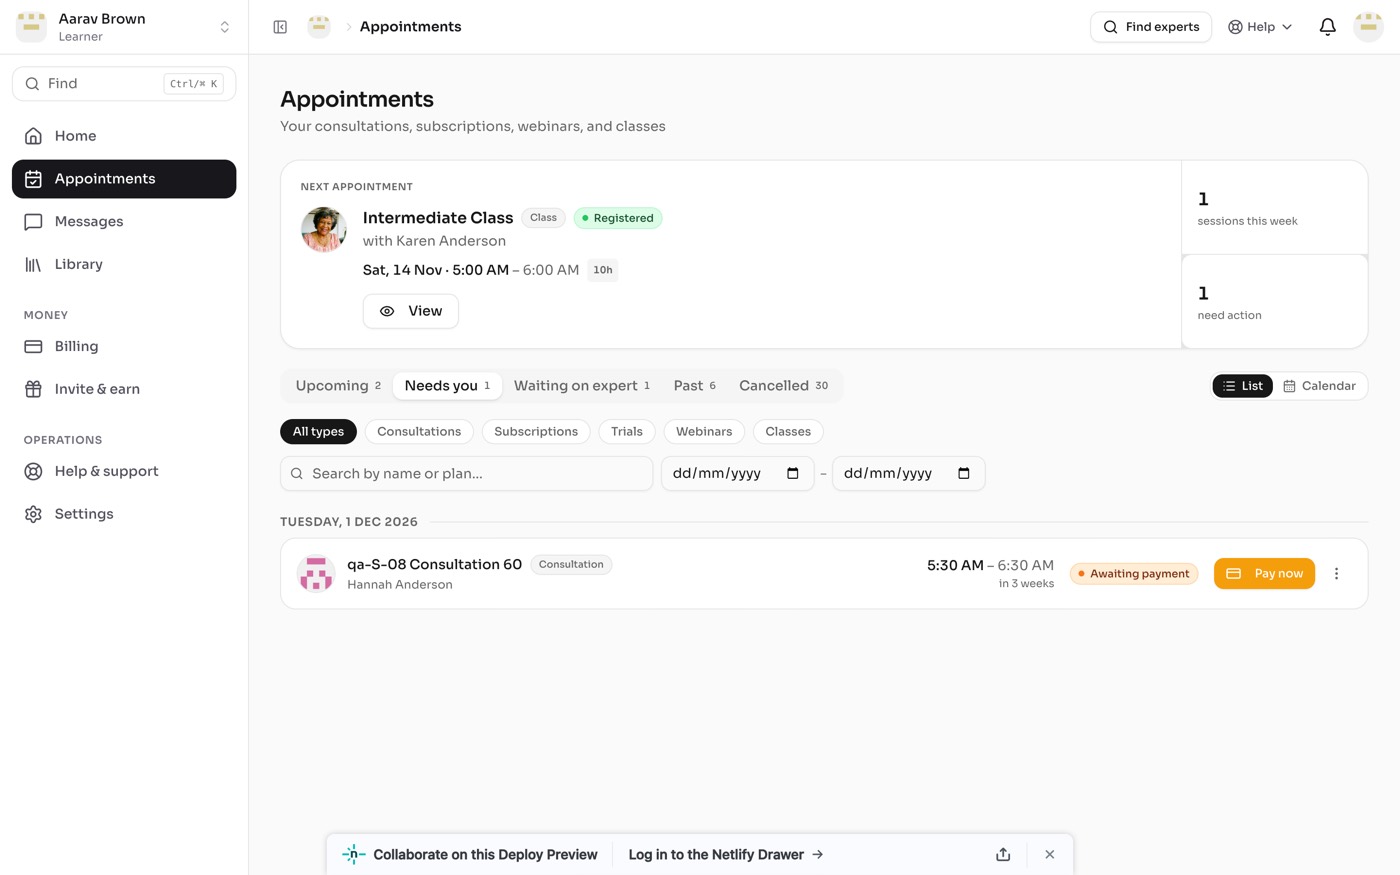 Aarav Brown
Learner
Find
Ctrl/⌘ K
Home
Appointments
Messages
Library
MONEY
Billing
Invite & earn
OPERATIONS
Help & support
Settings
Appointments
Find experts
Help
Appointments
Your consultations, subscriptions, webinars, and classes
NEXT APPOINTMENT
Intermediate Class Class Registered
with Karen Anderson
Sat, 14 Nov · 5:00 AM – 6:00 AM 10h
View
1
sessions this week
1
need action
Upcoming 2 Needs you 1 Waiting on expert 1 Past 6 Cancelled 30
List Calendar
All types Consultations Subscriptions Trials Webinars Classes
Search by name or plan... dd/mm/yyyy – dd/mm/yyyy
TUESDAY, 1 DEC 2026
qa-S-08 Consultation 60 Consultation
Hannah Anderson
5:30 AM – 6:30 AM
in 3 weeks
Awaiting payment
Pay now
Collaborate on this Deploy Preview
Log in to the Netlify Drawer →